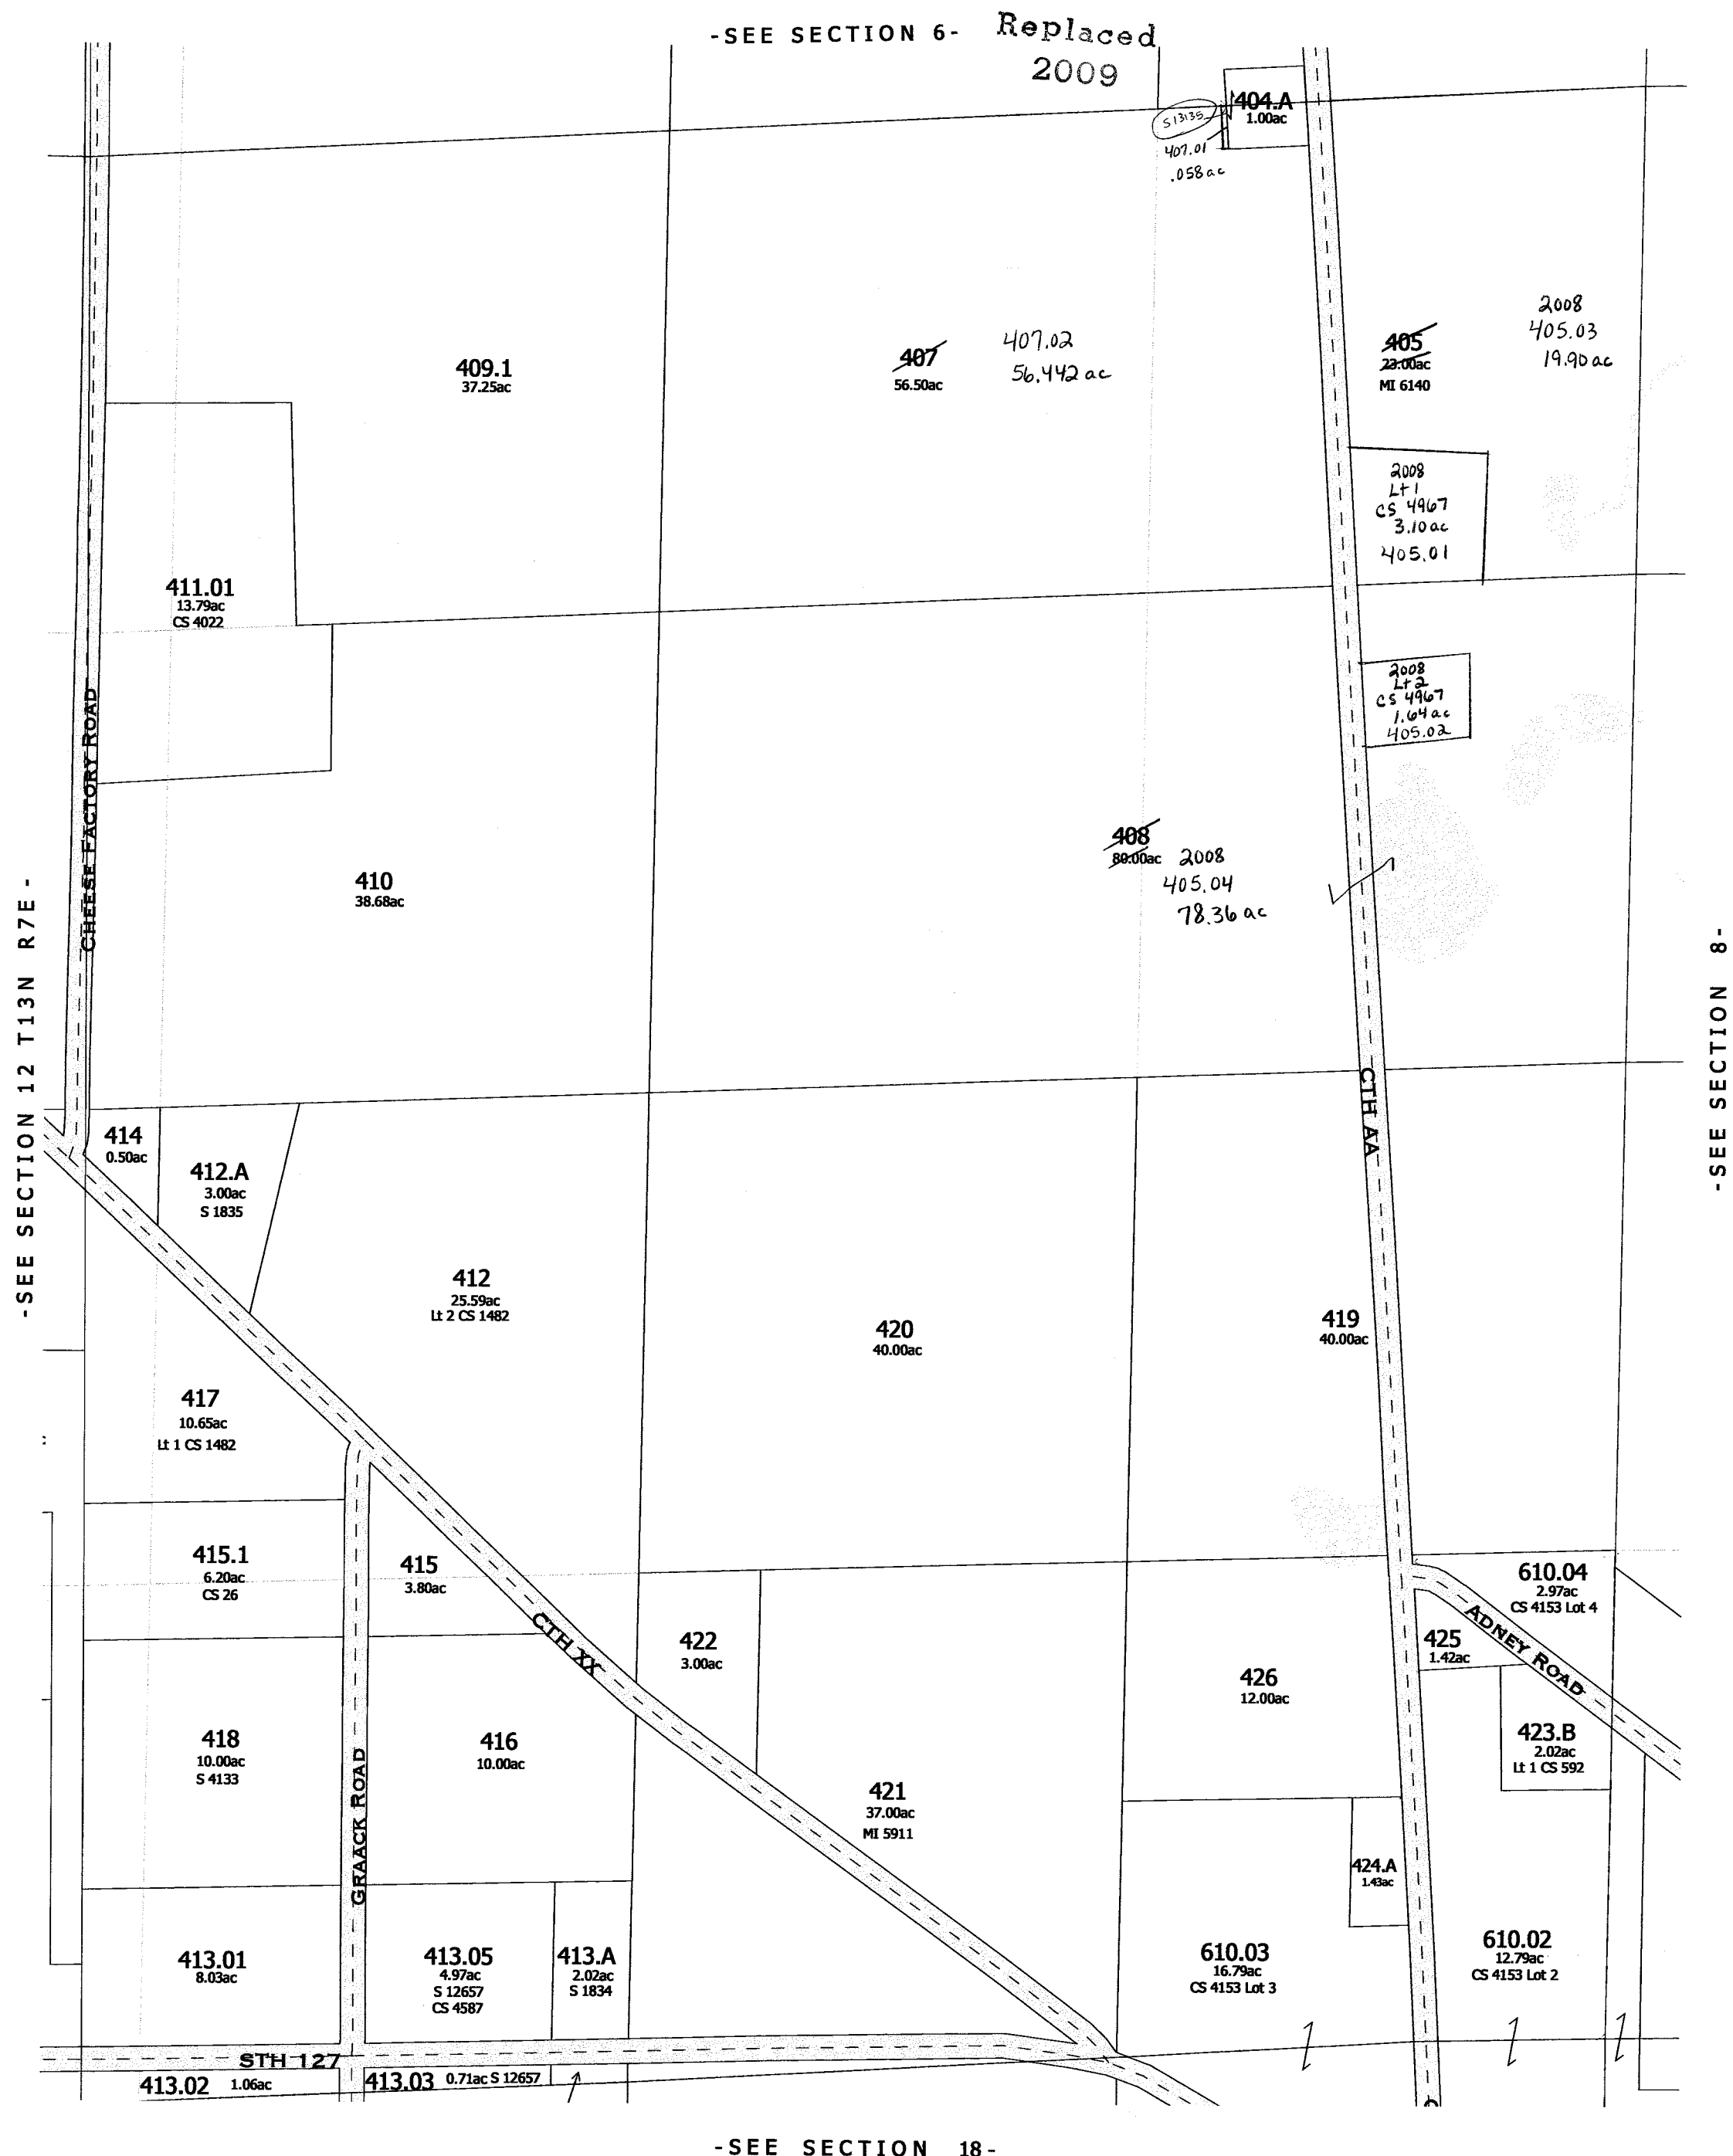 -SEE SECTION 6-
Replaced
2009
404.A
1.00ac
S13135
407.01
.058ac
409.1
37.25ac
407
56.50ac
407.02
56.442 ac
405
23.00ac
MI 6140
2008
405.03
19.90 ac
2008
Lt 1
CS 4967
3.10 ac
405.01
411.01
13.79ac
CS 4022
2008
Lt 2
CS 4967
1.64 ac
405.02
CHEESE FACTORY ROAD
410
38.68ac
408
80.00ac
2008
405.04
78.36 ac
-SEE SECTION 12 T13N R7E -
-SEE SECTION 8-
CTH AA
414
0.50ac
412.A
3.00ac
S 1835
412
25.59ac
Lt 2 CS 1482
420
40.00ac
419
40.00ac
417
10.65ac
Lt 1 CS 1482
415.1
6.20ac
CS 26
415
3.80ac
CTH XX
422
3.00ac
610.04
2.97ac
CS 4153 Lot 4
ADNEY ROAD
425
1.42ac
426
12.00ac
423.B
2.02ac
Lt 1 CS 592
418
10.00ac
S 4133
GRAACK ROAD
416
10.00ac
421
37.00ac
MI 5911
424.A
1.43ac
413.01
8.03ac
413.05
4.97ac
S 12657
CS 4587
413.A
2.02ac
S 1834
610.03
16.79ac
CS 4153 Lot 3
610.02
12.79ac
CS 4153 Lot 2
STH 127
413.02 1.06ac
413.03 0.71ac S 12657
-SEE SECTION 18-